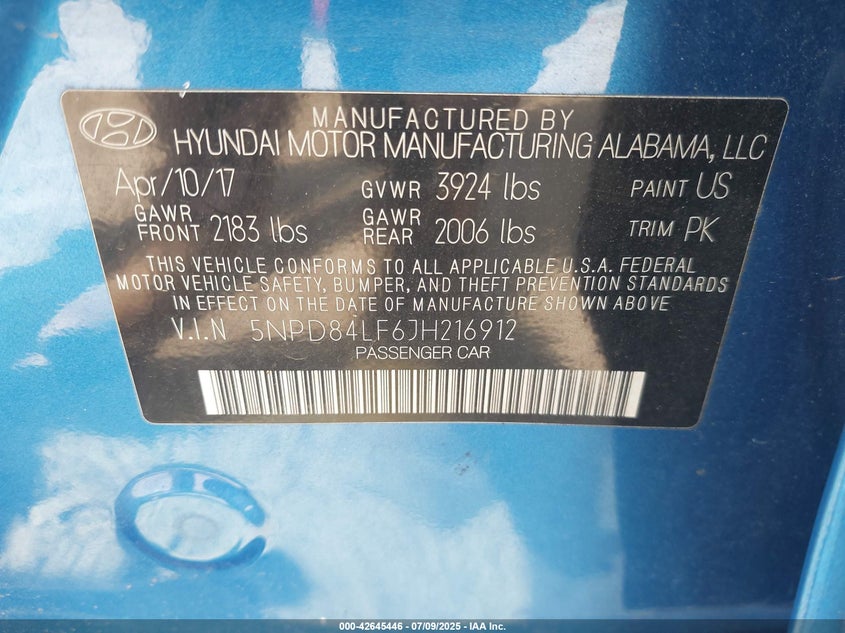 MANUFACTURED BY
HYUNDAI MOTOR MANUFACTURING ALABAMA, LLC
Apr/10/17 GVWR 3924 lbs PAINT US
GAWR FRONT 2183 lbs GAWR REAR 2006 lbs TRIM PK
THIS VEHICLE CONFORMS TO ALL APPLICABLE U.S.A. FEDERAL
MOTOR VEHICLE SAFETY, BUMPER, AND THEFT PREVENTION STANDARDS
IN EFFECT ON THE DATE OF MANUFACTURE SHOWN ABOVE
V.I.N 5NPD84LF6JH216912
PASSENGER CAR
000-42645446 - 07/09/2025 - IAA Inc.